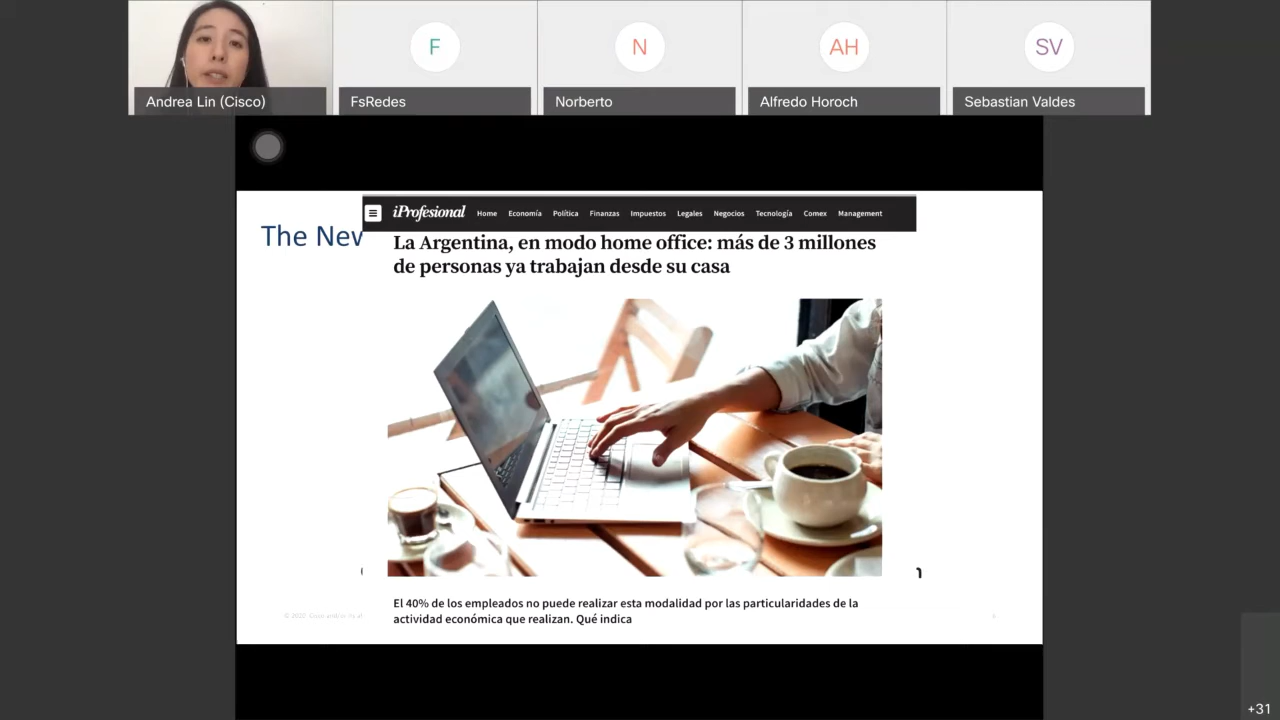 F
N
AH
SV
Andrea Lin (Cisco)
FsRedes
Norberto
Alfredo Horoch
Sebastian Valdes
iProfesional
Home
Economía
Política
Finanzas
Impuestos
Legales
Negocios
Tecnología
Comex
Management
The New
La Argentina, en modo home office: más de 3 millones
de personas ya trabajan desde su casa
El 40% de los empleados no puede realizar esta modalidad por las particularidades de la
actividad económica que realizan. Qué indica
+31